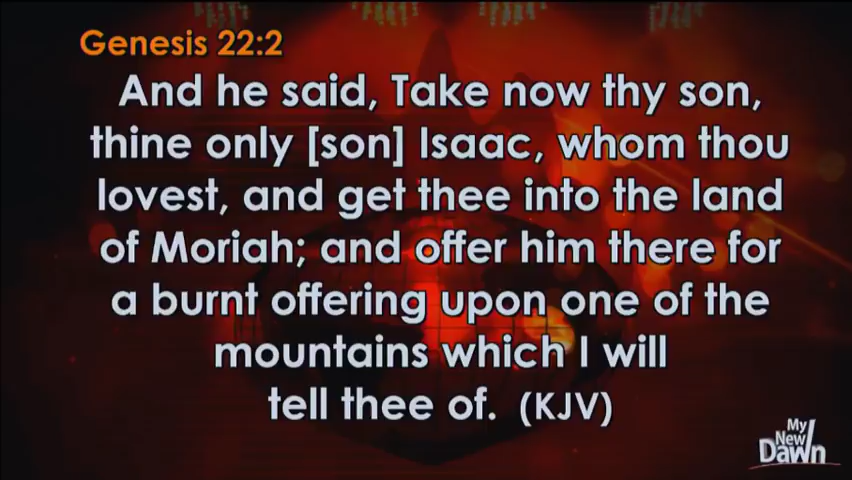 Genesis 22:2
And he said, Take now thy son,
thine only [son] Isaac, whom thou
lovest, and get thee into the land
of Moriah; and offer him there for
a burnt offering upon one of the
mountains which I will
tell thee of. (KJV)
My
New
Dawn